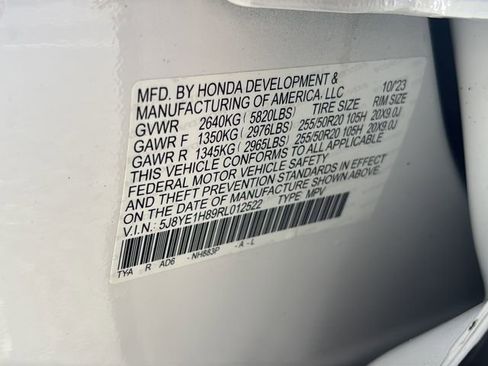 MFD. BY HONDA DEVELOPMENT & 10/23
MANUFACTURING OF AMERICA, LLC
GVWR 2640KG (5820LBS) TIRE SIZE RIM SIZE
GAWR F 1350KG (2976LBS) 255/50R20 105H 20X9.0J
GAWR R 1345KG (2965LBS) 255/50R20 105H 20X9.0J
THIS VEHICLE CONFORMS TO ALL APPLICABLE
FEDERAL MOTOR VEHICLE SAFETY
AND THEFT PREVENTION STANDARDS IN EFFECT
ON THE DATE OF MANUFACTURE SHOWN ABOVE.
V.I.N.: 5J8YE1H89RL012522 TYPE: MPV
TYA R AD6 -NH883P -A-L